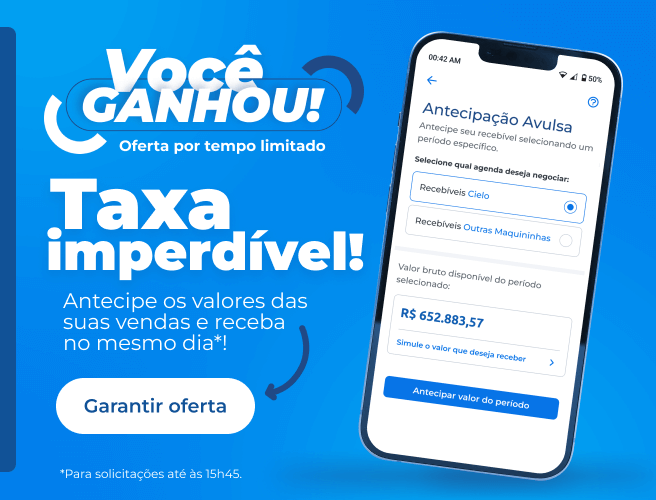 Você
GANHOU!
Oferta por tempo limitado
Taxa
imperdível!
Antecipe os valores das
suas vendas e receba
no mesmo dia*!
Garantir oferta
*Para solicitações até às 15h45.
00:42 AM
50%
Antecipação Avulsa
Antecipe seu recebível selecionando um
período específico.
Selecione qual agenda deseja negociar:
Recebíveis Cielo
Recebíveis Outras Maquininhas
Valor bruto disponível do período
selecionado:
R$ 652.883,57
Simule o valor que deseja receber
Antecipar valor do período